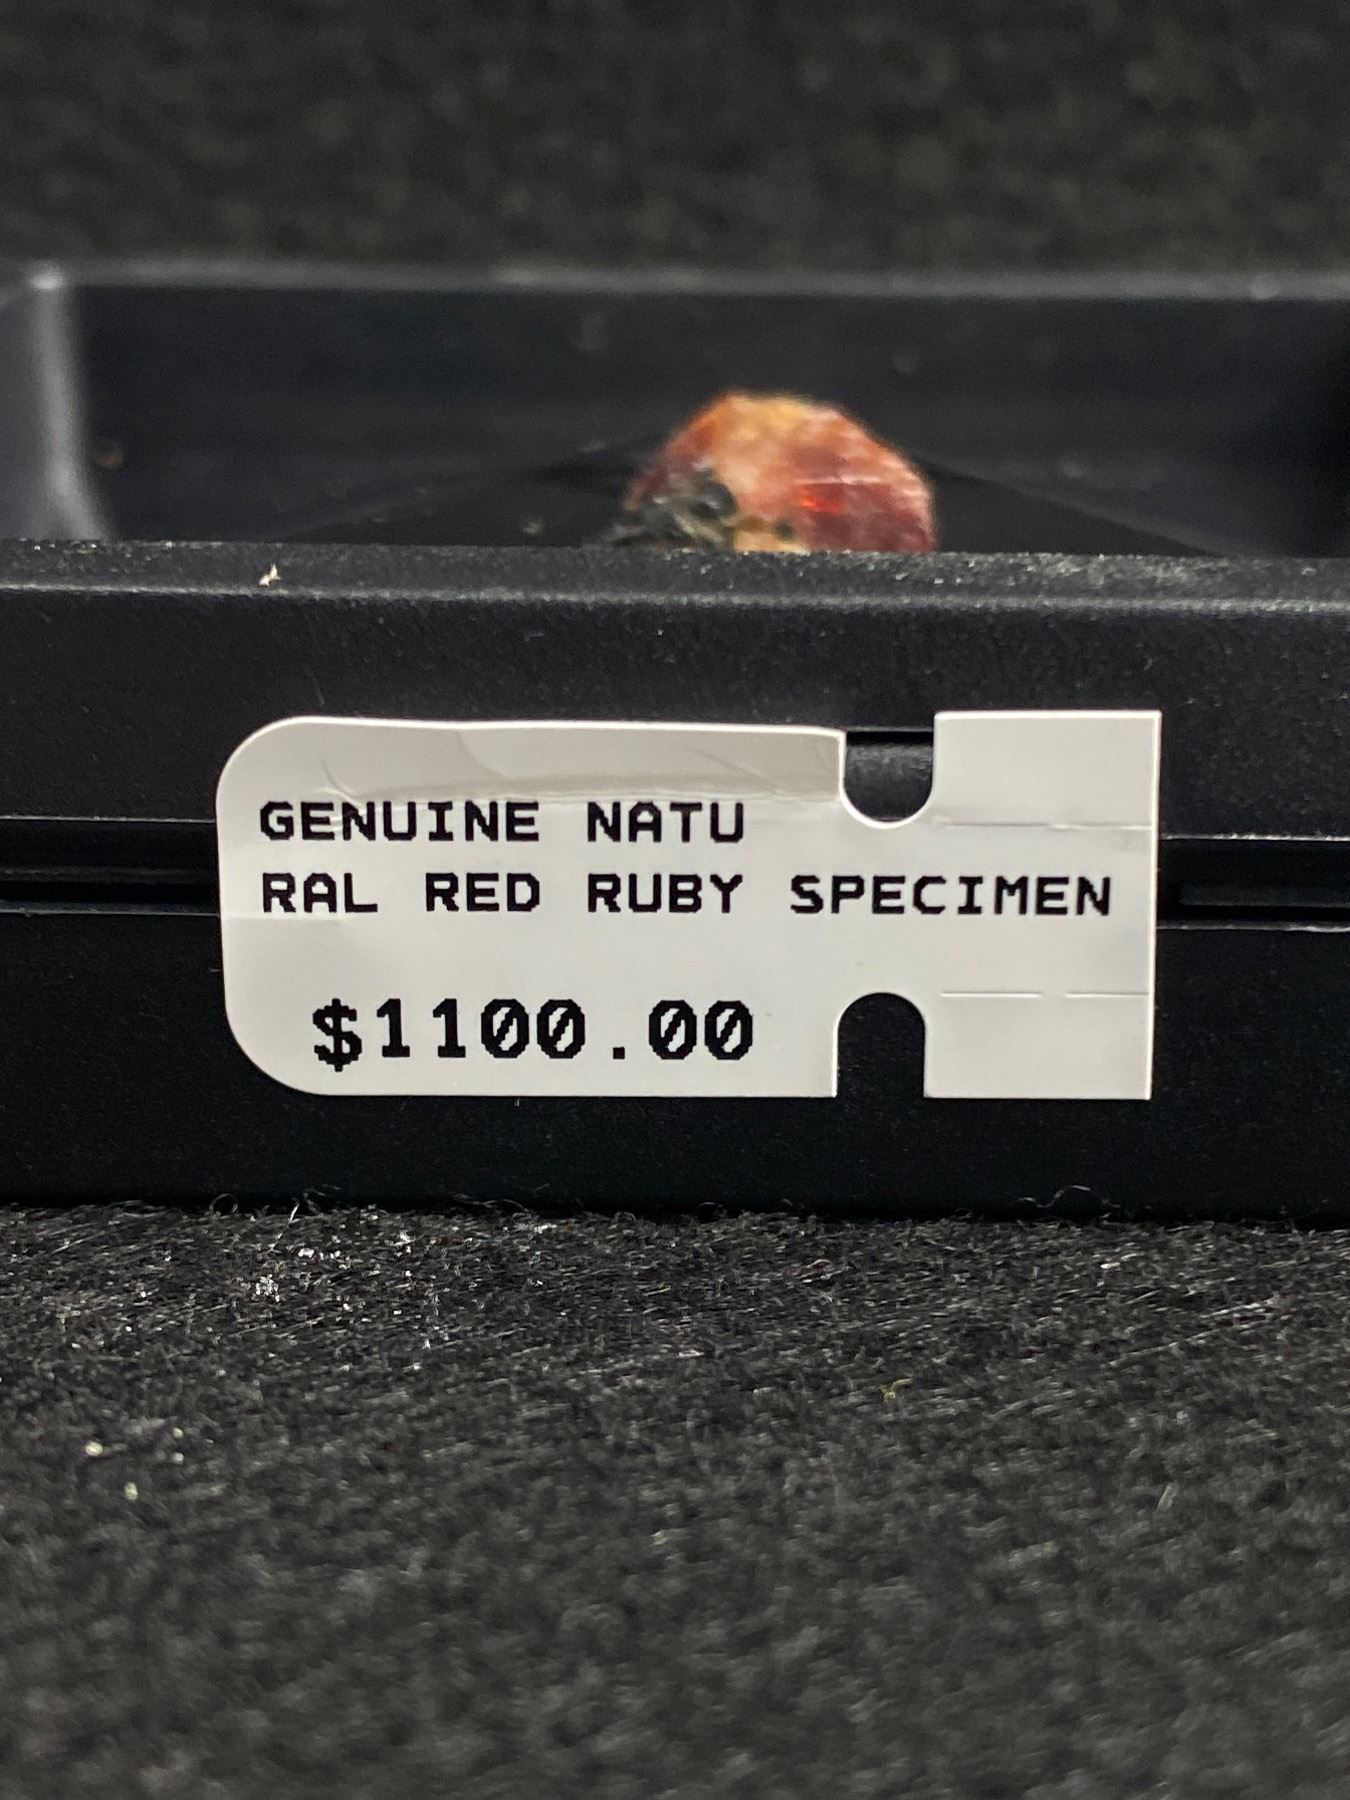 GENUINE NATU
RAL RED RUBY SPECIMEN
$1100.00